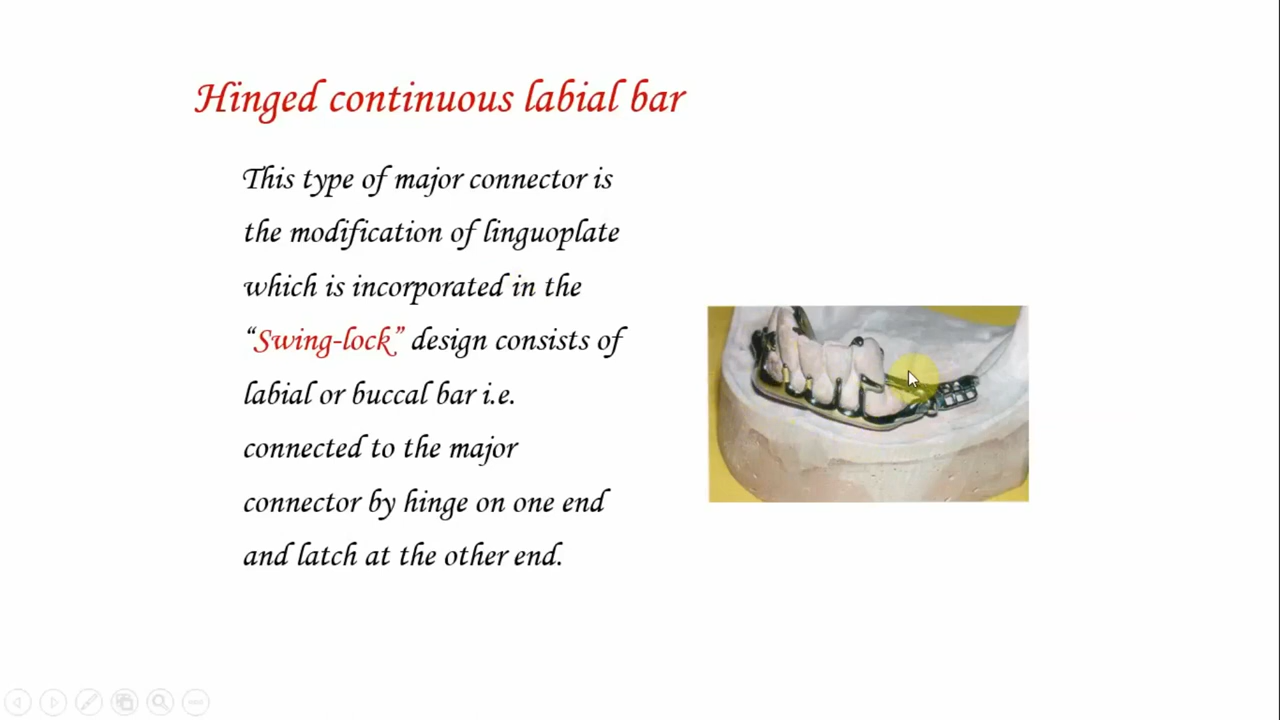 Hinged continuous labial bar
This type of major connector is
the modification of linguoplate
which is incorporated in the
“Swing-lock” design consists of
labial or buccal bar i.e.
connected to the major
connector by hinge on one end
and latch at the other end.